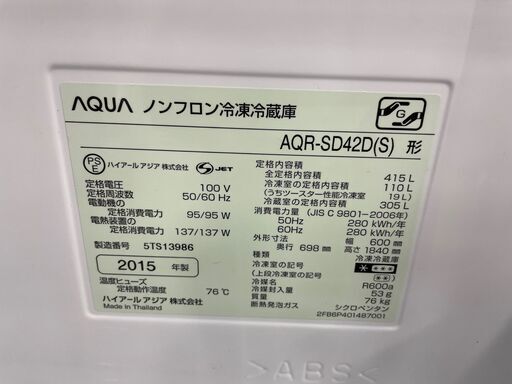 AQUA ノンフロン冷凍冷蔵庫
G
AQR-SD42D(S) 形
PS
E
ハイアールアジア株式会社 S JET
定格電圧 100 V
定格周波数 50/60 Hz
電動機の
定格消費電力 95/95 W
電熱装置の
定格消費電力 137/137 W
製造番号 5TS13986
2015 年製
温度ヒューズ
定格動作温度 76℃
ハイアールアジア株式会社
Made in Thailand
定格内容積
全定格内容積 415 L
冷凍室の定格内容積 110 L
(うちツースター性能冷凍室 19 L)
冷蔵室の定格内容積 305 L
消費電力量 (JIS C 9801-2006年)
50Hz 280 kWh/年
60Hz 280 kWh/年
外形寸法 幅 600 mm
奥行 698 mm 高さ 1840 mm
種類 冷凍冷蔵庫
冷凍室の記号
(上段冷凍室の記号)
冷媒 R600a
冷媒封入量 53 g
質量 76 kg
断熱発泡ガス シクロペンタン
2FB6P401487001
>ABS<